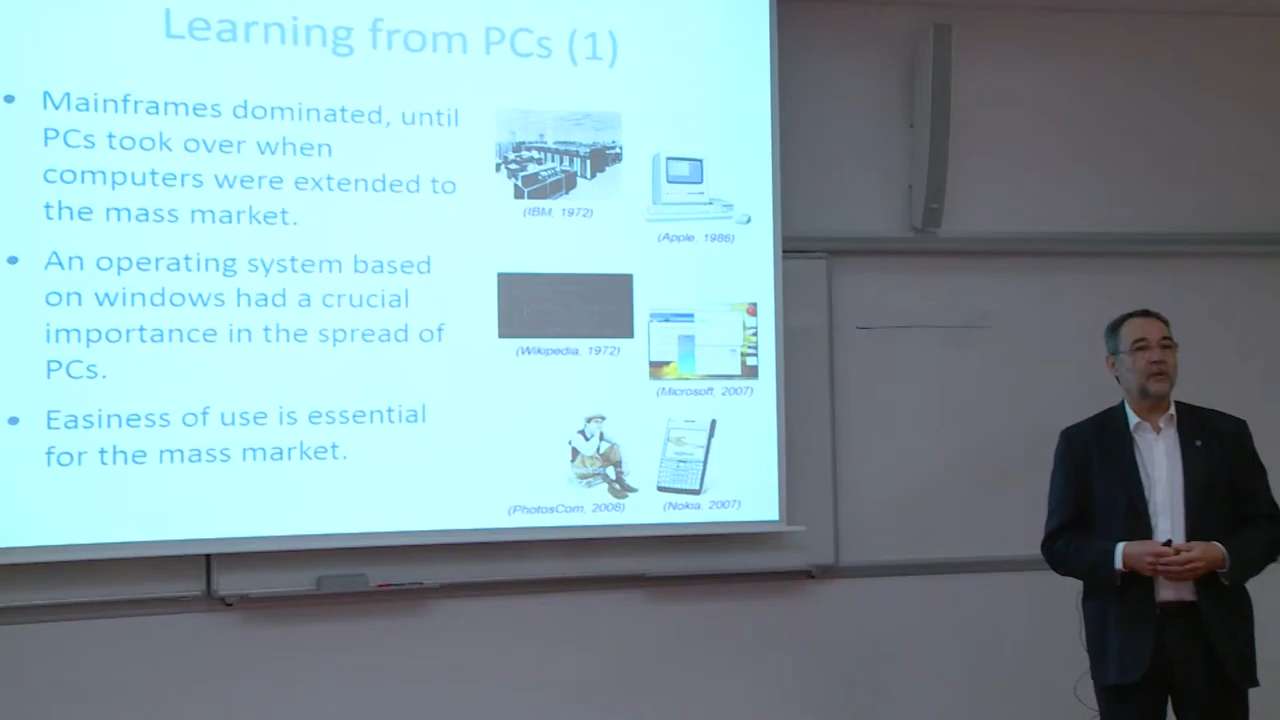 Learning from PCs (1)
• Mainframes dominated, until
PCs took over when
computers were extended to
the mass market.
• An operating system based
on windows had a crucial
importance in the spread of
PCs.
• Easiness of use is essential
for the mass market.
(IBM, 1972)
(Apple, 1986)
(Wikipedia, 1972)
(Microsoft, 2007)
(PhotosCom, 2008)
(Nokia, 2007)